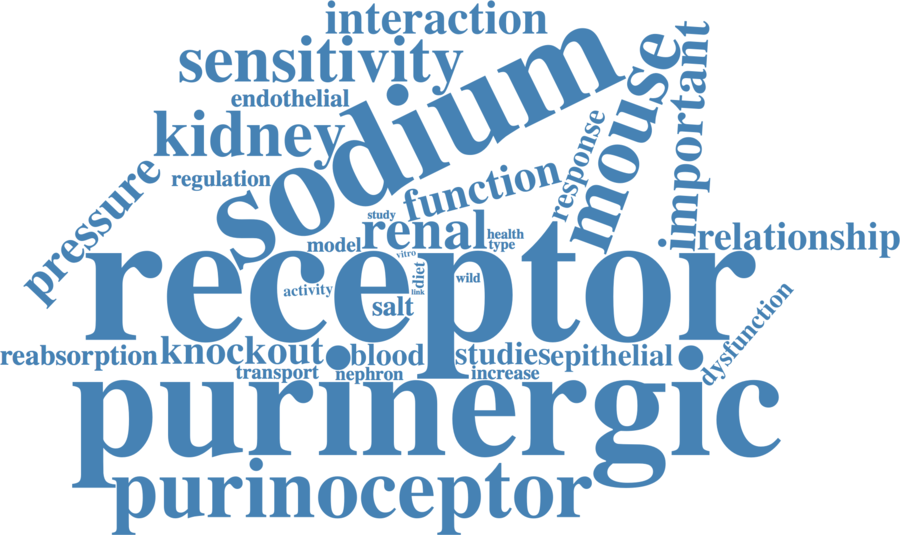 interaction
sensitivity
sodium
mouse
important
endothelial
kidney
response
pressure
regulation
function
study
renal
health
type
relationship
model
vitro
receptor
diet
wild
activity
link
salt
dysfunction
reabsorption
knockout
blood
studies
epithelial
transport
nephron
increase
purinergic
purinoceptor